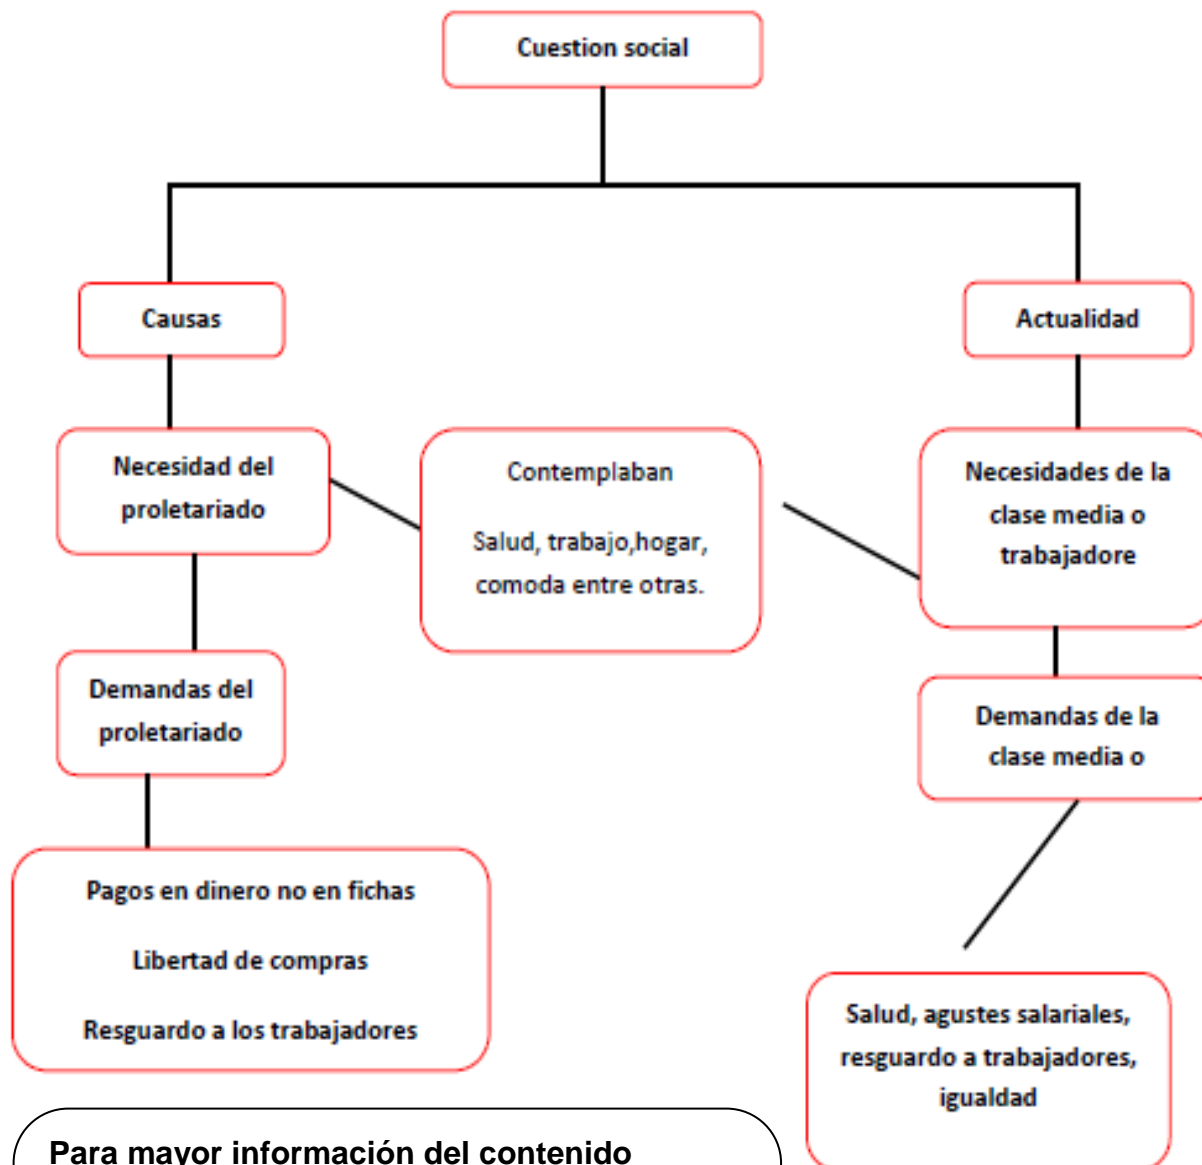 Cuestion social
Causas
Actualidad
Necesidad del
proletariado
Contemplaban
Salud, trabajo,hogar,
comoda entre otras.
Necesidades de la
clase media o
trabajadore
Demandas del
proletariado
Demandas de la
clase media o
Pagos en dinero no en fichas
Libertad de compras
Resguardo a los trabajadores
Salud, agustes salariales,
resguardo a trabajadores,
igualdad
Para mayor información del contenido